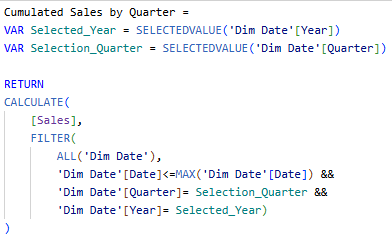 Cumulated Sales by Quarter =
VAR Selected_Year = SELECTEDVALUE('Dim Date'[Year])
VAR Selection_Quarter = SELECTEDVALUE('Dim Date'[Quarter])

RETURN
CALCULATE(
    [Sales],
    FILTER(
        ALL('Dim Date'),
        'Dim Date'[Date]<=MAX('Dim Date'[Date]) &&
        'Dim Date'[Quarter]= Selection_Quarter &&
        'Dim Date'[Year]= Selected_Year)
)